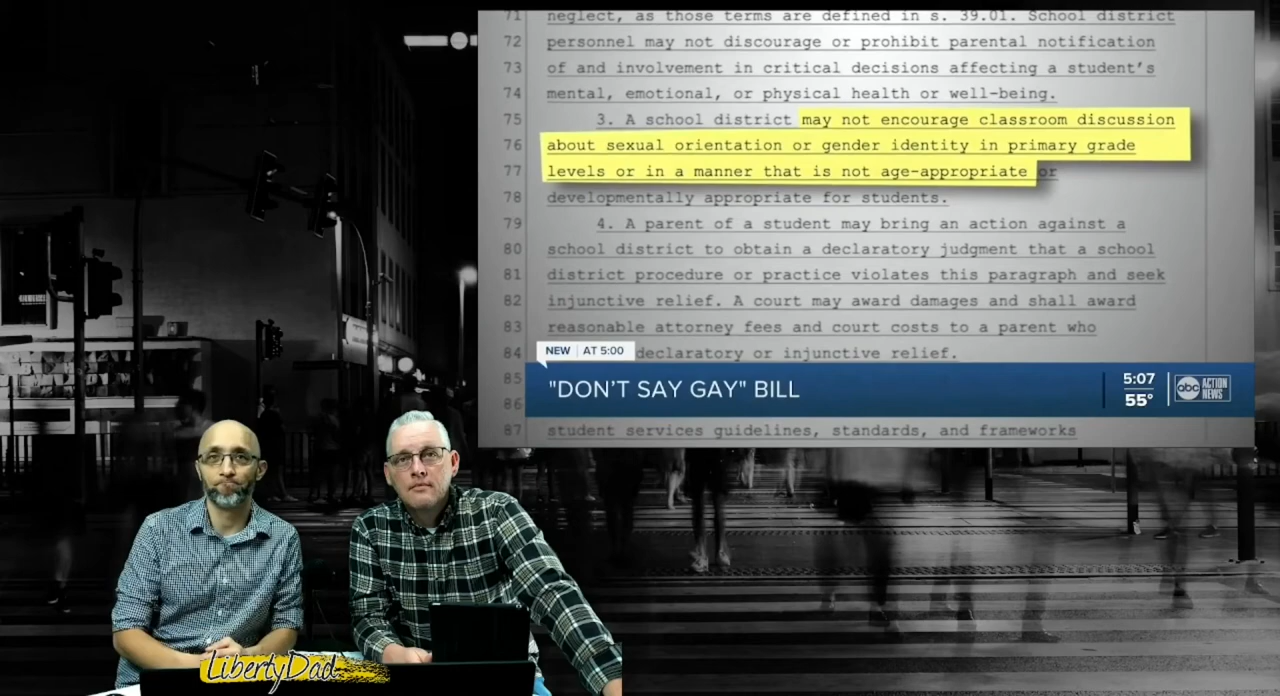 71 neglect, as those terms are defined in s. 39.01. School district
72 personnel may not discourage or prohibit parental notification
73 of and involvement in critical decisions affecting a student's
74 mental, emotional, or physical health or well-being.
75 3. A school district may not encourage classroom discussion
76 about sexual orientation or gender identity in primary grade
77 levels or in a manner that is not age-appropriate or
78 developmentally appropriate for students.
79 4. A parent of a student may bring an action against a
80 school district to obtain a declaratory judgment that a school
81 district procedure or practice violates this paragraph and seek
82 injunctive relief. A court may award damages and shall award
83 reasonable attorney fees and court costs to a parent who
84 declaratory or injunctive relief.
NEW AT 5:00
85
"DON'T SAY GAY" BILL
5:07
55°
abc ACTION NEWS
86
87 student services guidelines, standards, and frameworks
LibertyDad